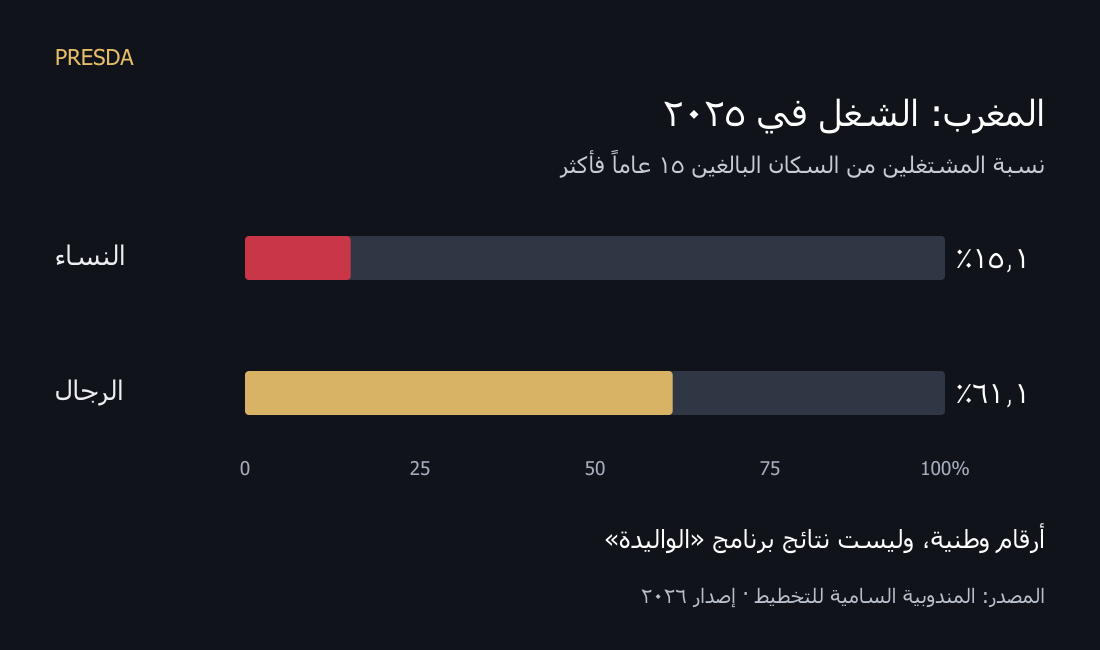 PRESDA
المغرب: الشغل في ٢٠٢٥
نسبة المشتغلين من السكان البالغين ١٥ عاماً فأكثر
النساء
٪١٥,١
الرجال
٪٦١,١
0 25 50 75 100%
أرقام وطنية، وليست نتائج برنامج «الواليدة»
المصدر: المندوبية السامية للتخطيط · إصدار ٢٠٢٦